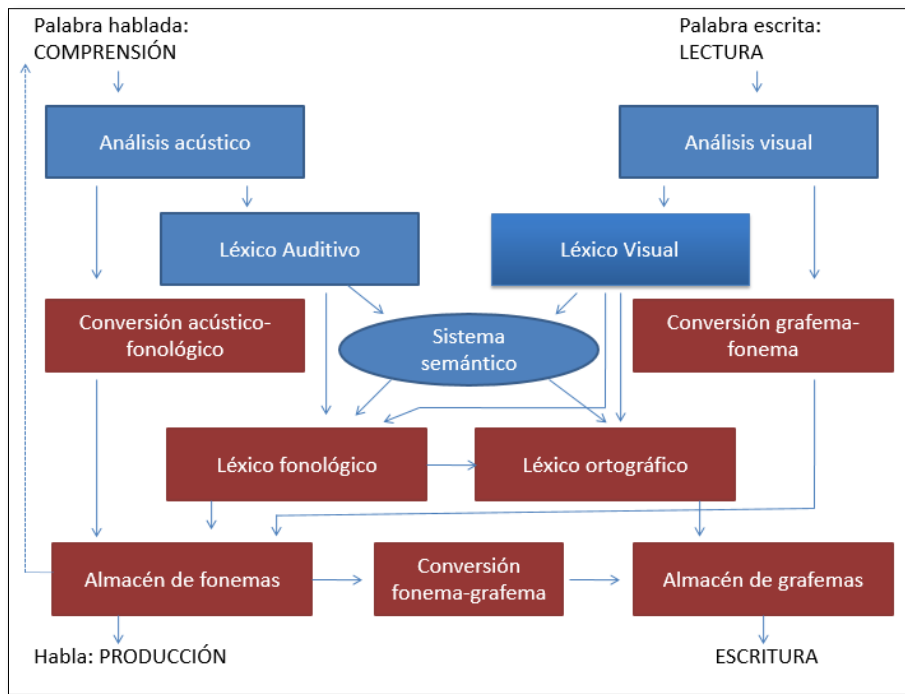 Palabra hablada:
COMPRENSIÓN
Palabra escrita:
LECTURA
Análisis acústico
Análisis visual
Léxico Auditivo
Léxico Visual
Conversión acústico-
fonológico
Sistema
semántico
Conversión grafema-
fonema
Léxico fonológico
Léxico ortográfico
Almacén de fonemas
Conversión
fonema-grafema
Almacén de grafemas
Habla: PRODUCCIÓN
ESCRITURA